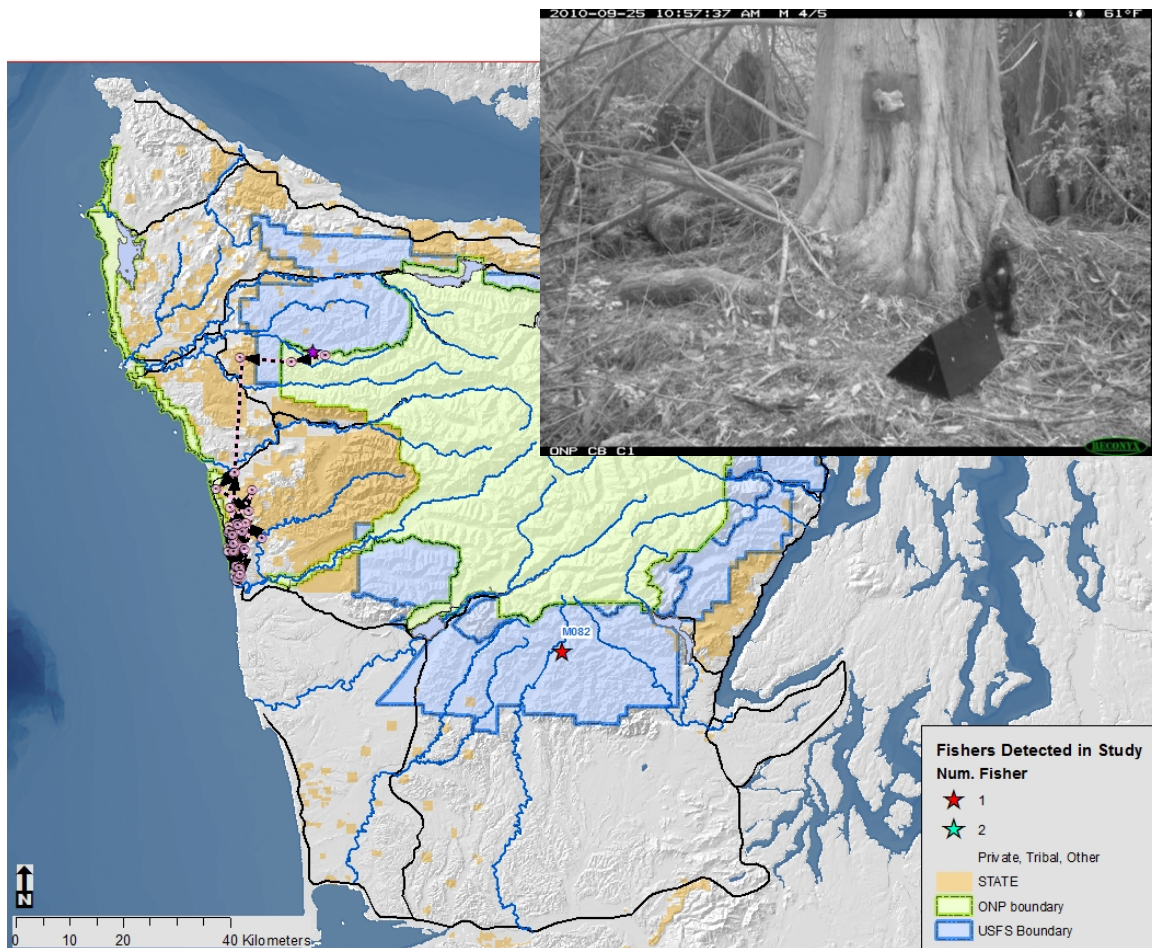 2010-09-25 10:57:37 AM M 4/5 61°F
ONP CB C1
RECONYX
M082
Fishers Detected in Study
Num. Fisher
1
2
Private, Tribal, Other
STATE
ONP boundary
USFS Boundary
N
0 10 20 40 Kilometers